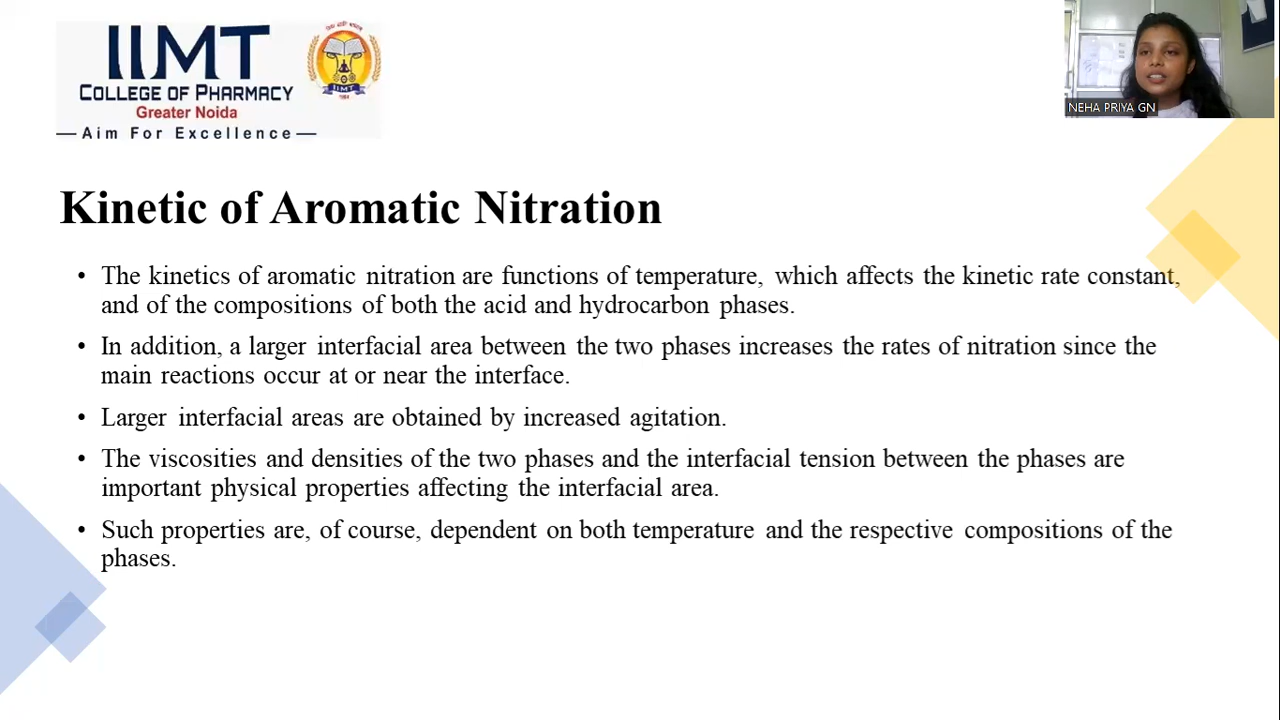 IIMT
COLLEGE OF PHARMACY
Greater Noida
—Aim For Excellence—
IIMT
NEHA PRIYA GN
Kinetic of Aromatic Nitration
• The kinetics of aromatic nitration are functions of temperature, which affects the kinetic rate constant,
and of the compositions of both the acid and hydrocarbon phases.
• In addition, a larger interfacial area between the two phases increases the rates of nitration since the
main reactions occur at or near the interface.
• Larger interfacial areas are obtained by increased agitation.
• The viscosities and densities of the two phases and the interfacial tension between the phases are
important physical properties affecting the interfacial area.
• Such properties are, of course, dependent on both temperature and the respective compositions of the
phases.